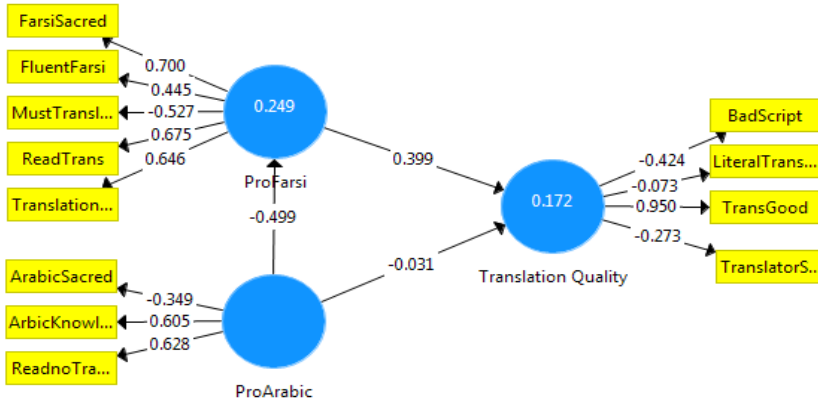 FarsiSacred
FluentFarsi
MustTransl...
ReadTrans
Translation...
0.700
0.445
-0.527
0.675
0.646
0.249
ProFarsi
-0.499
0.399
-0.031
ArabicSacred
ArbicKnowl...
ReadnoTra...
-0.349
0.605
0.628
ProArabic
0.172
Translation Quality
-0.424
-0.073
0.950
-0.273
BadScript
LiteralTrans...
TransGood
TranslatorS...